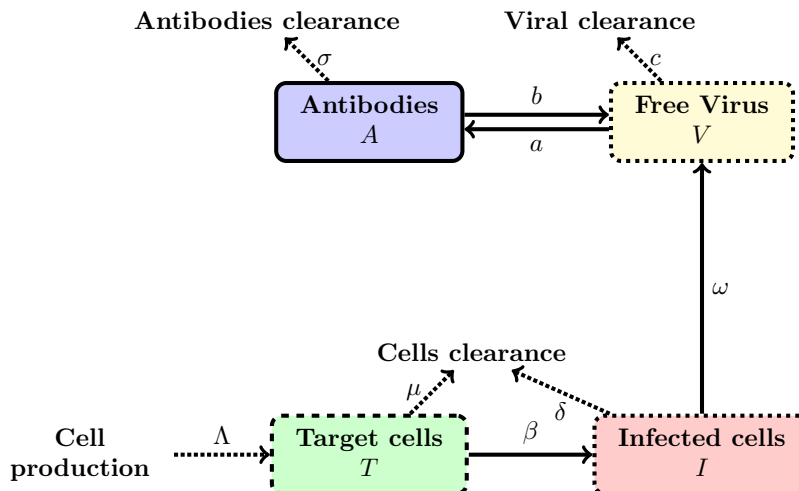 Antibodies clearance
Viral clearance
σ
c
Antibodies
A
b
a
Free Virus
V
ω
Cells clearance
μ
δ
Cell
production
Λ
Target cells
T
β
Infected cells
I